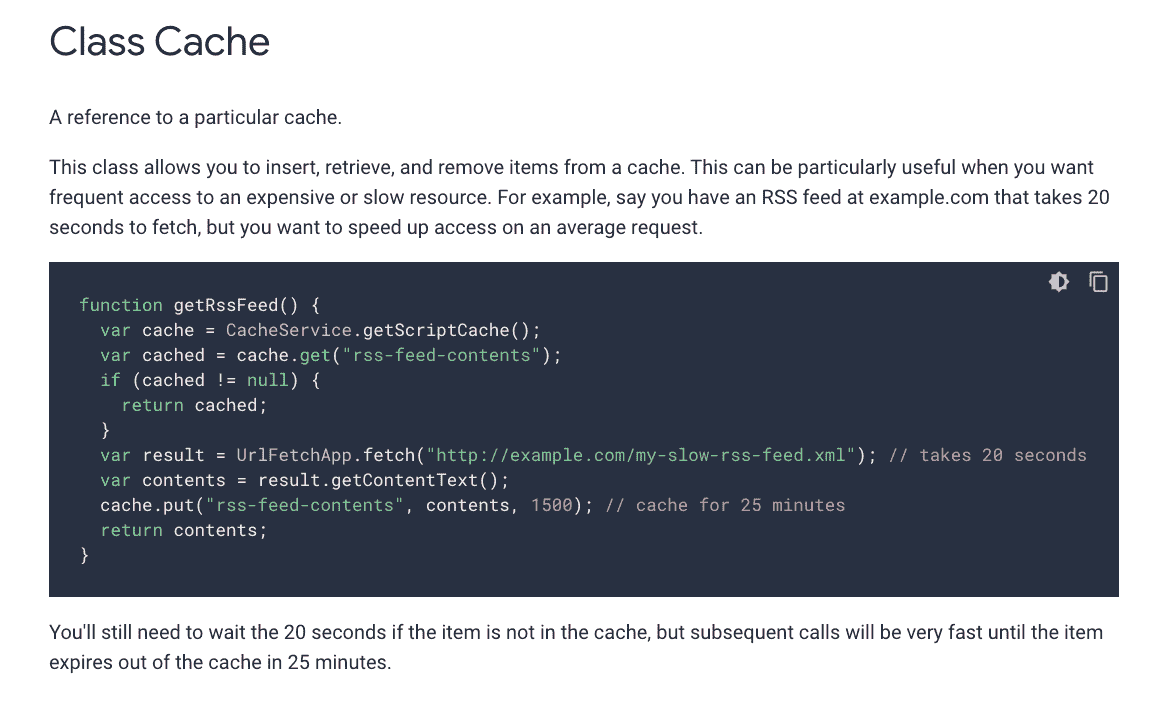 Class Cache
A reference to a particular cache.
This class allows you to insert, retrieve, and remove items from a cache. This can be particularly useful when you want
frequent access to an expensive or slow resource. For example, say you have an RSS feed at example.com that takes 20
seconds to fetch, but you want to speed up access on an average request.
function getRssFeed() {
  var cache = CacheService.getScriptCache();
  var cached = cache.get("rss-feed-contents");
  if (cached != null) {
    return cached;
  }
  var result = UrlFetchApp.fetch("http://example.com/my-slow-rss-feed.xml"); // takes 20 seconds
  var contents = result.getContentText();
  cache.put("rss-feed-contents", contents, 1500); // cache for 25 minutes
  return contents;
}
You'll still need to wait the 20 seconds if the item is not in the cache, but subsequent calls will be very fast until the item
expires out of the cache in 25 minutes.